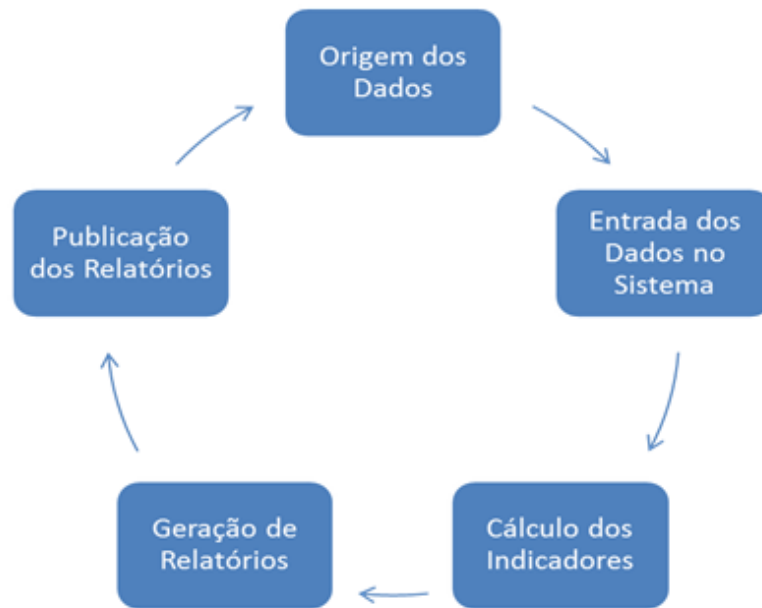 Origem dos
Dados
Entrada dos
Dados no
Sistema
Cálculo dos
Indicadores
Geração de
Relatórios
Publicação
dos Relatórios